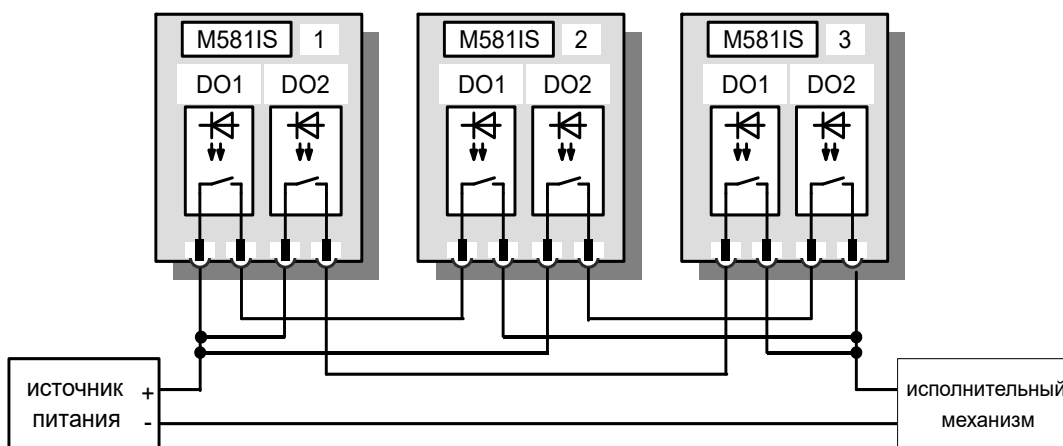 M581IS 1
M581IS 2
M581IS 3
DO1 DO2
DO1 DO2
DO1 DO2
источник
питания
+
-
исполнительный
механизм